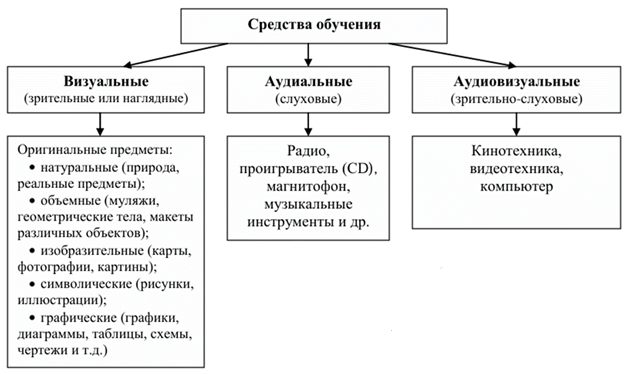 Средства обучения
Визуальные
(зрительные или наглядные)
Аудиальные
(слуховые)
Аудиовизуальные
(зрительно-слуховые)
Оригинальные предметы:
• натуральные (природа,
реальные предметы);
• объемные (муляжи,
геометрические тела, макеты
различных объектов);
• изобразительные (карты,
фотографии, картины);
• символические (рисунки,
иллюстрации);
• графические (графики,
диаграммы, таблицы, схемы,
чертежи и т.д.)
Радио,
проигрыватель (CD),
магнитофон,
музыкальные
инструменты и др.
Кинотехника,
видеотехника,
компьютер